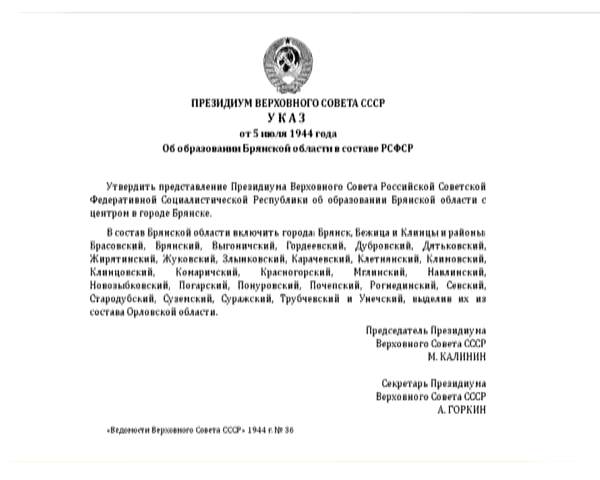 ПРЕЗИДИУМ ВЕРХОВНОГО СОВЕТА СССР
У К А З
от 5 июля 1944 года
Об образовании Брянской области в составе РСФСР
Утвердить представление Президиума Верховного Совета Российской Советской
Федеративной Социалистической Республики об образовании Брянской области с
центром в городе Брянске.
В состав Брянской области включить города: Брянск, Бежица и Клинцы и районы:
Брасовский, Брянский, Выгоничский, Гордеевский, Дубровский, Дятьковский,
Жирятинский, Жуковский, Злынковский, Карачевский, Клетнянский, Климовский,
Клинцовский, Комаричский, Красногорский, Мглинский, Навлинский,
Новозыбковский, Погарский, Понуровский, Почепский, Рогнединский, Севский,
Стародубский, Суземский, Суражский, Трубчевский и Унечский, выделив их из
состава Орловской области.
Председатель Президиума
Верховного Совета СССР
М. КАЛИНИН
Секретарь Президиума
Верховного Совета СССР
А. ГОРКИН
«Ведомости Верховного Совета СССР» 1944 г. № 36